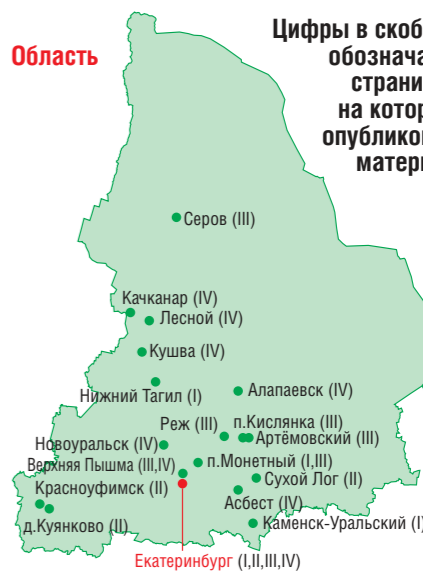 Область
Цифры в скоб
обознача
страни
на котор
опубликов
матери
Серов (III)
Качканар (IV)
Лесной (IV)
Кушва (IV)
Нижний Тагил (I)
Алапаевск (IV)
Реж (III)
п.Кислянка (III)
Артёмовский (III)
Новоуральск (IV)
Верхняя Пышма (III,IV)
п.Монетный (I,III)
Сухой Лог (II)
Красноуфимск (II)
Асбест (IV)
д.Куянково (II)
Каменск-Уральский (I)
Екатеринбург (I,II,III,IV)